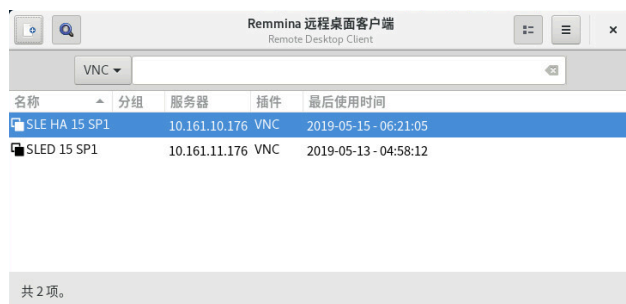 Remmina 远程桌面客户端
Remote Desktop Client
VNC
名称 分组 服务器 插件 最后使用时间
SLE HA 15 SP1 10.161.10.176 VNC 2019-05-15 - 06:21:05
SLED 15 SP1 10.161.11.176 VNC 2019-05-13 - 04:58:12
共 2 项。